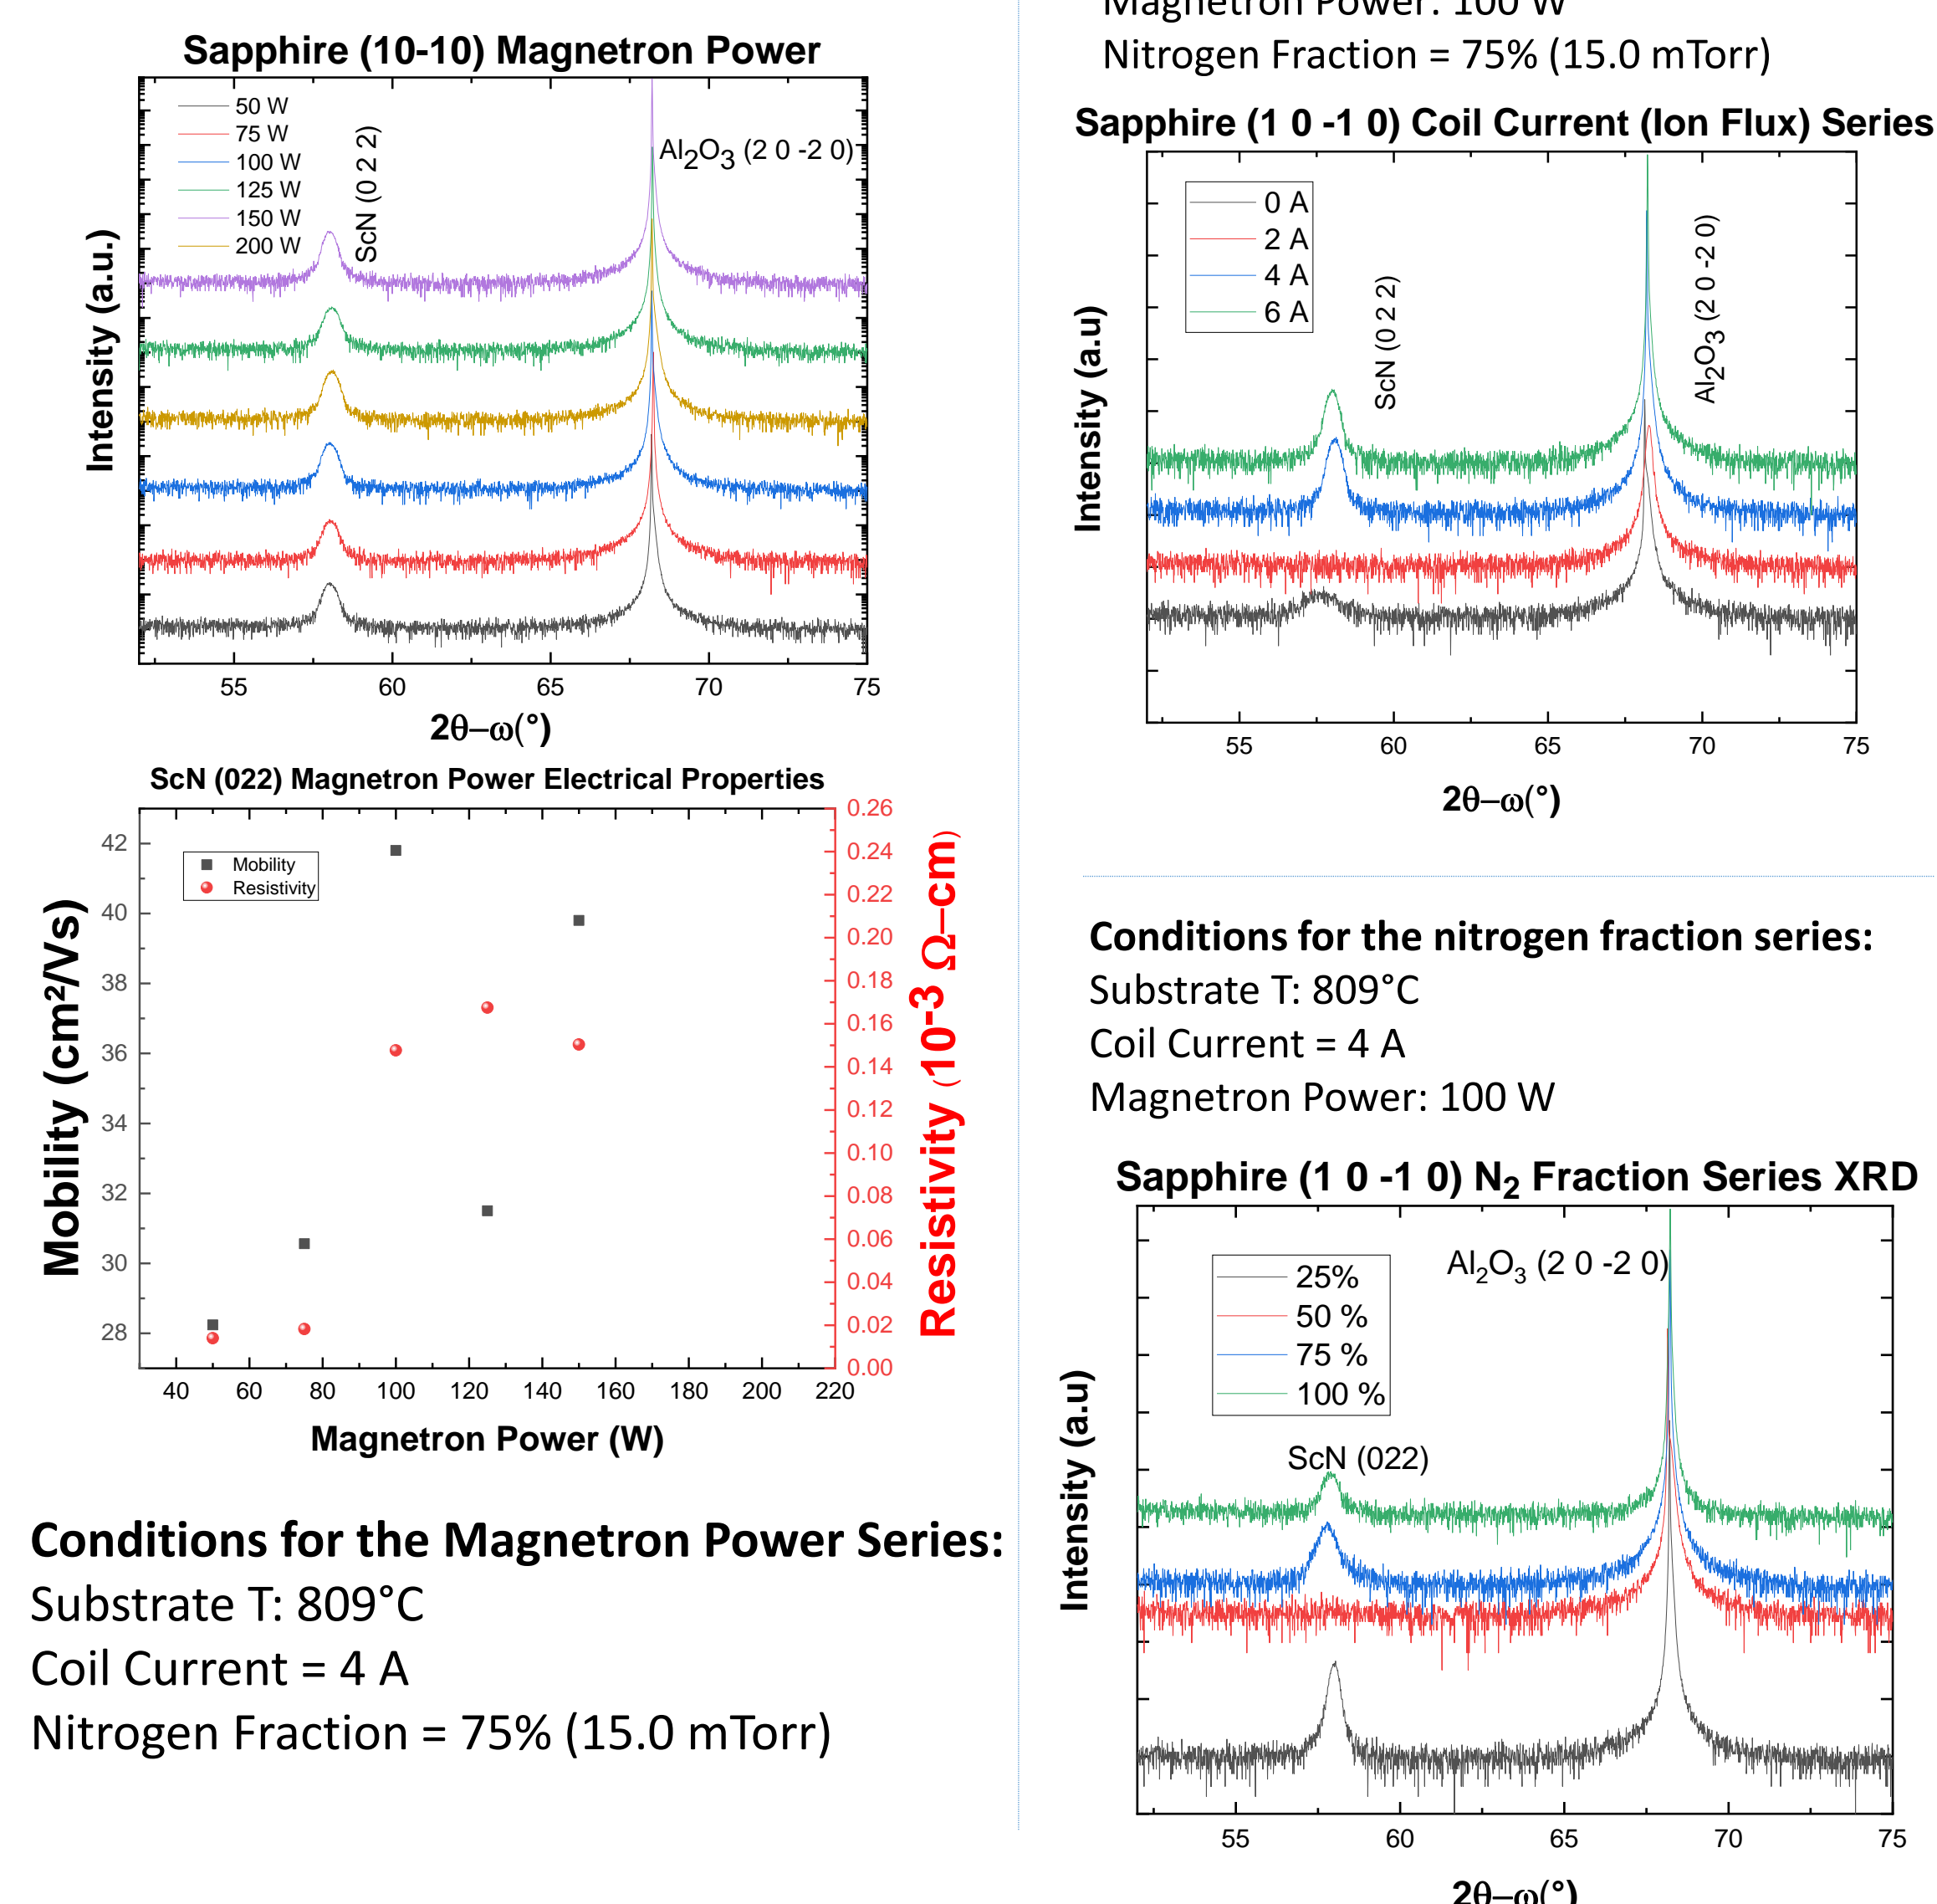 Sapphire (10-10) Magnetron Power
50 W
75 W
100 W
125 W
150 W
200 W
ScN (0 2 2)
Al2O3 (2 0 -2 0)
Intensity (a.u.)
55 60 65 70 75
2θ–ω(°)
ScN (022) Magnetron Power Electrical Properties
Mobility
Resistivity
Mobility (cm²/Vs)
42
40
38
36
34
32
30
28
0.26
0.24
0.22
0.20
0.18
0.16
0.14
0.12
0.10
0.08
0.06
0.04
0.02
0.00
Resistivity (10-3 Ω–cm)
40 60 80 100 120 140 160 180 200 220
Magnetron Power (W)
Conditions for the Magnetron Power Series:
Substrate T: 809°C
Coil Current = 4 A
Nitrogen Fraction = 75% (15.0 mTorr)
Magnetron Power: 100 W
Nitrogen Fraction = 75% (15.0 mTorr)
Sapphire (1 0 -1 0) Coil Current (Ion Flux) Series
0 A
2 A
4 A
6 A
ScN (0 2 2)
Al2O3 (2 0 -2 0)
Intensity (a.u)
55 60 65 70 75
2θ–ω(°)
Conditions for the nitrogen fraction series:
Substrate T: 809°C
Coil Current = 4 A
Magnetron Power: 100 W
Sapphire (1 0 -1 0) N2 Fraction Series XRD
Al2O3 (2 0 -2 0)
25%
50 %
75 %
100 %
ScN (022)
Intensity (a.u)
55 60 65 70 75
2θ–ω(°)